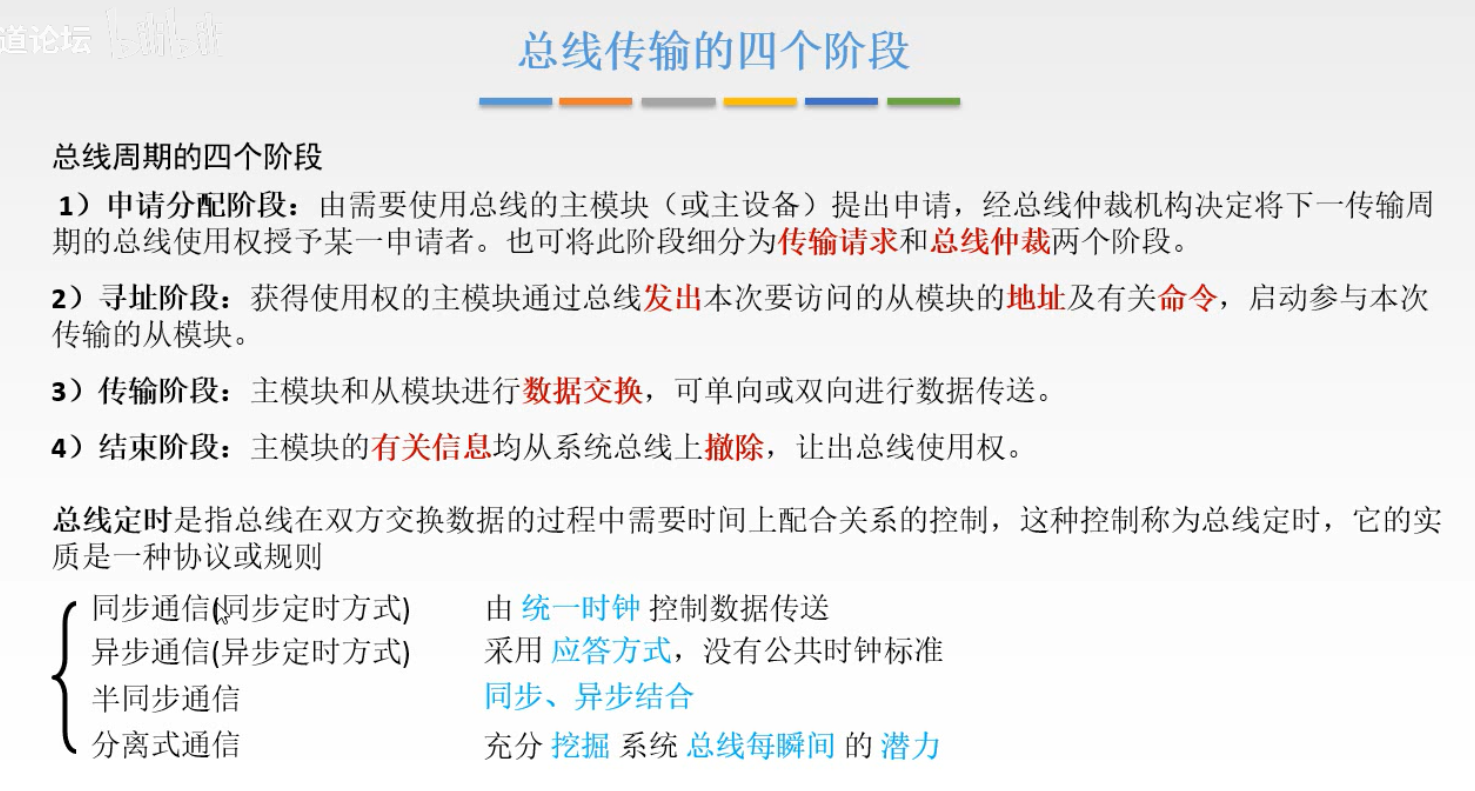 道论坛 bilibili
总线传输的四个阶段
总线周期的四个阶段
1）申请分配阶段：由需要使用总线的主模块（或主设备）提出申请，经总线仲裁机构决定将下一传输周
期的总线使用权授予某一申请者。也可将此阶段细分为传输请求和总线仲裁两个阶段。
2）寻址阶段：获得使用权的主模块通过总线发出本次要访问的从模块的地址及有关命令，启动参与本次
传输的从模块。
3）传输阶段：主模块和从模块进行数据交换，可单向或双向进行数据传送。
4）结束阶段：主模块的有关信息均从系统总线上撤除，让出总线使用权。
总线定时是指总线在双方交换数据的过程中需要时间上配合关系的控制，这种控制称为总线定时，它的实
质是一种协议或规则
同步通信(同步定时方式) 由 统一时钟 控制数据传送
异步通信(异步定时方式) 采用 应答方式，没有公共时钟标准
半同步通信 同步、异步结合
分离式通信 充分 挖掘 系统 总线每瞬间 的 潜力